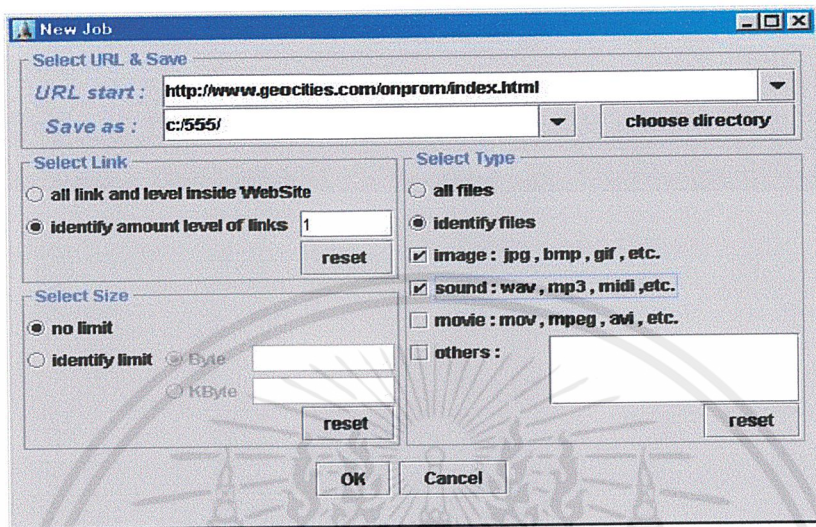 New Job
Select URL & Save
URL start : http://www.geocities.com/onprom/index.html
Save as : c:/555/ choose directory
Select Link
all link and level inside WebSite
identify amount level of links 1
reset
Select Size
no limit
identify limit Byte
KByte
reset
Select Type
all files
identify files
image : jpg , bmp , gif , etc.
sound : wav , mp3 , midi ,etc.
movie : mov , mpeg , avi , etc.
others :
reset
OK Cancel